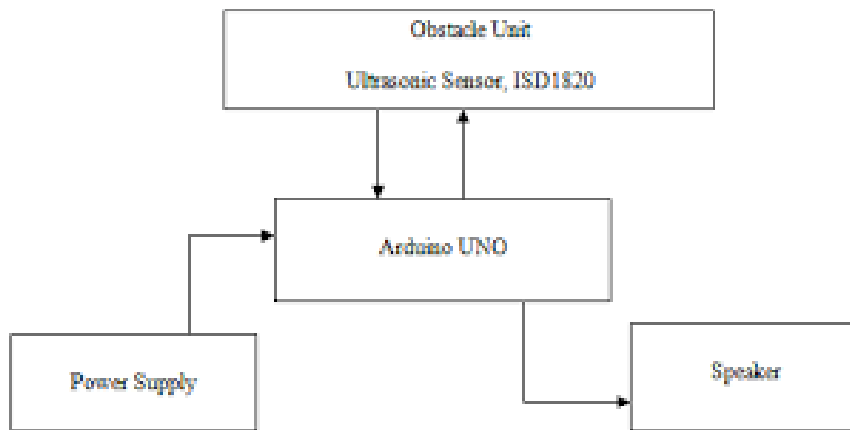 Obstacle Unit
Ultrasonic Sensor, ISD1820
Arduino UNO
Power Supply
Speaker